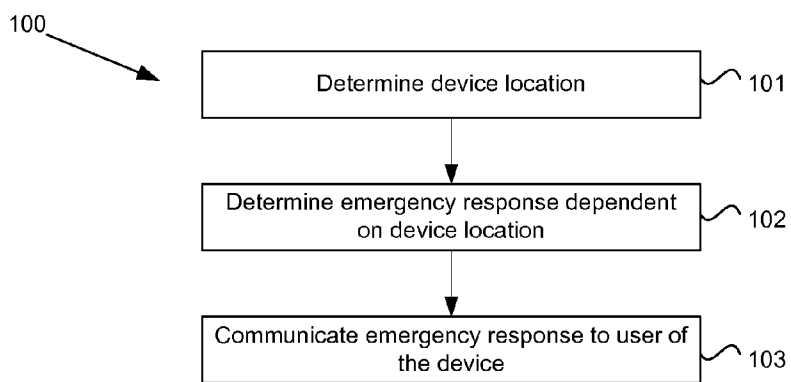 100
Determine device location
101
Determine emergency response dependent
on device location
102
Communicate emergency response to user of
the device
103